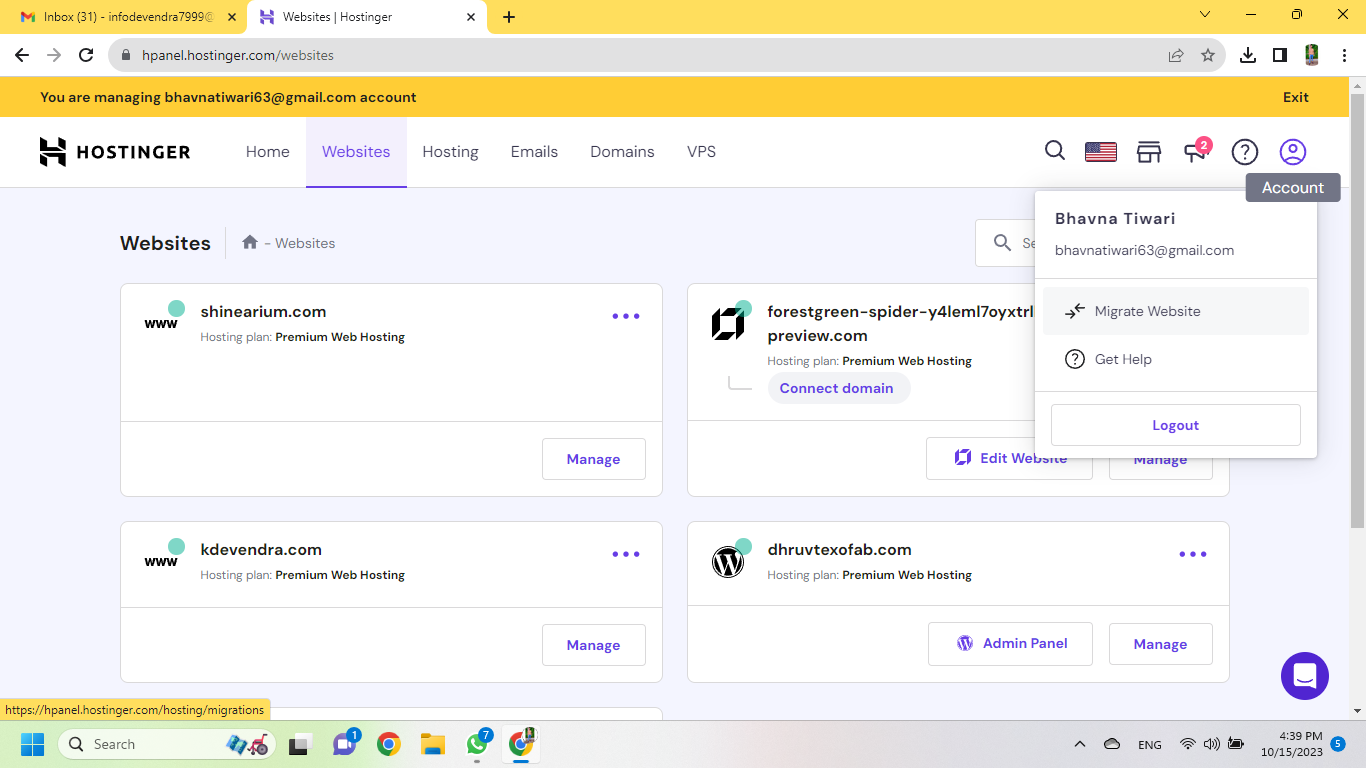 Inbox (31) - infodevendra7999@
Websites | Hostinger
hpanel.hostinger.com/websites
You are managing bhavnatiwari63@gmail.com account
Exit
HOSTINGER
Home
Websites
Hosting
Emails
Domains
VPS
2
Account
Websites
- Websites
Bhavna Tiwari
bhavnatiwari63@gmail.com
Migrate Website
Get Help
Logout
www
shinearium.com
Hosting plan: Premium Web Hosting
Manage
preview.com
Hosting plan: Premium Web Hosting
Connect domain
Edit Website
Manage
www
kdevendra.com
Hosting plan: Premium Web Hosting
Manage
dhruvtexofab.com
Hosting plan: Premium Web Hosting
Admin Panel
Manage
https://hpanel.hostinger.com/hosting/migrations
Search
1
7
ENG
4:39 PM
10/15/2023
5